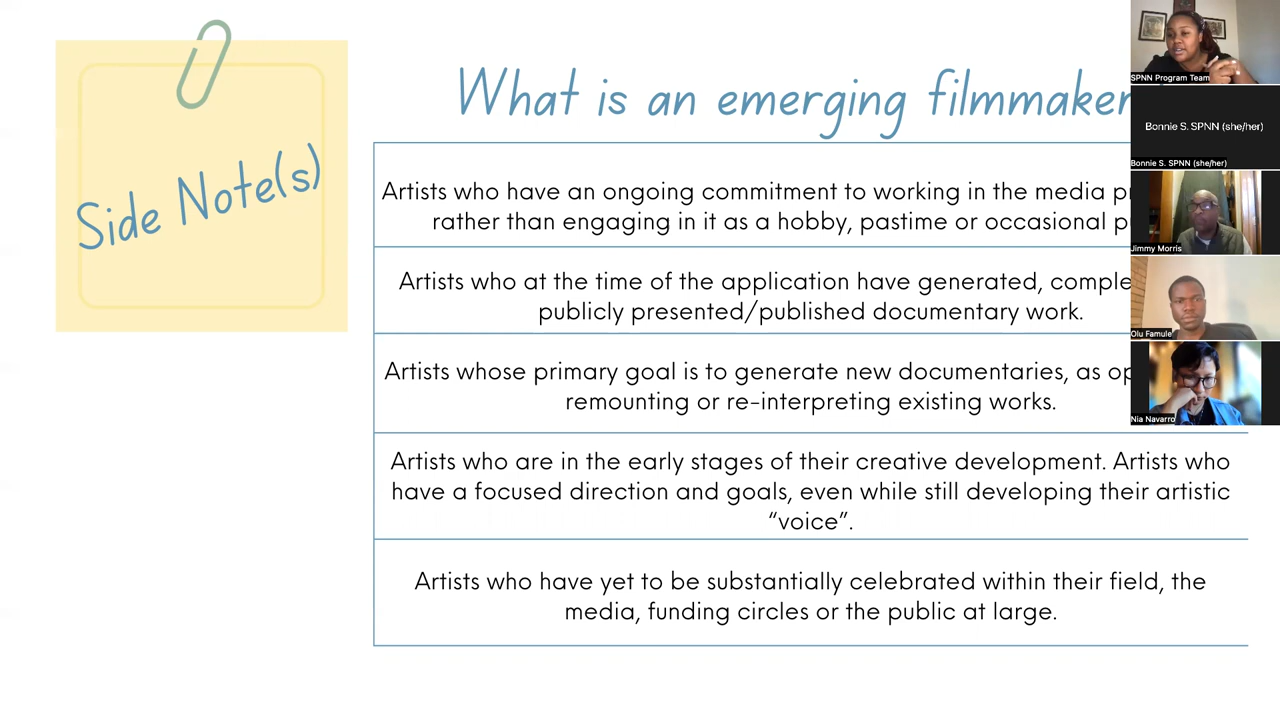 Side Note(s)
What is an emerging filmmaker
Artists who have an ongoing commitment to working in the media
rather than engaging in it as a hobby, pastime or occasional
Artists who at the time of the application have generated,
publicly presented/published documentary work.
Artists whose primary goal is to generate new documentaries, as
remounting or re-interpreting existing works.
Artists who are in the early stages of their creative development. Artists who
have a focused direction and goals, even while still developing their artistic
“voice”.
Artists who have yet to be substantially celebrated within their field, the
media, funding circles or the public at large.
SPNN Program Team
Bonnie S. SPNN (she/her)
Bonnie S. SPNN (she/her)
Jimmy Morris
Olu Famule
Nia Navarro